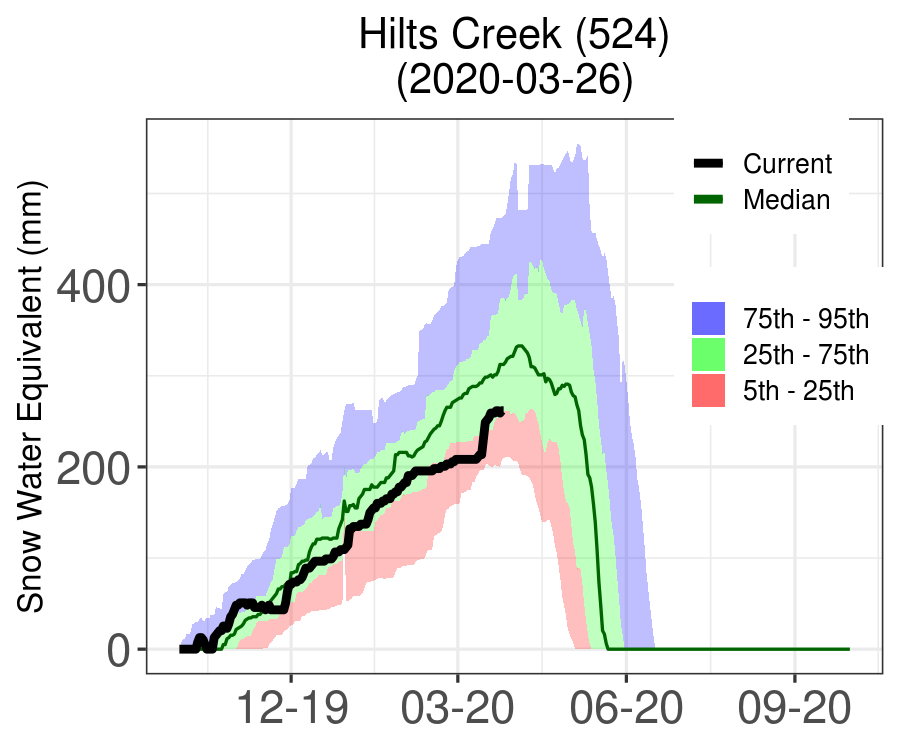 Hilts Creek (524)
(2020-03-26)
Snow Water Equivalent (mm)
400
200
0
12-19
03-20
06-20
09-20
Current
Median
75th - 95th
25th - 75th
5th - 25th